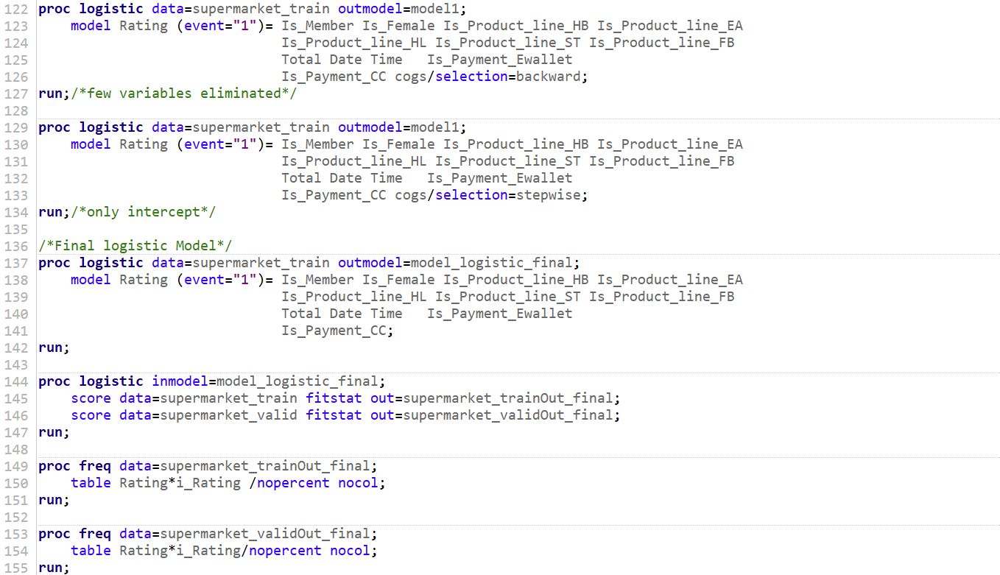 122 proc logistic data=supermarket_train outmodel=model1;
123 model Rating (event="1")= Is_Member Is_Female Is_Product_line_HB Is_Product_line_EA
124 Is_Product_line_HL Is_Product_line_ST Is_Product_line_FB
125 Total Date Time   Is_Payment_Ewallet
126 Is_Payment_CC cogs/selection=backward;
127 run;/*few variables eliminated*/
128
129 proc logistic data=supermarket_train outmodel=model1;
130 model Rating (event="1")= Is_Member Is_Female Is_Product_line_HB Is_Product_line_EA
131 Is_Product_line_HL Is_Product_line_ST Is_Product_line_FB
132 Total Date Time   Is_Payment_Ewallet
133 Is_Payment_CC cogs/selection=stepwise;
134 run;/*only intercept*/
135
136 /*Final logistic Model*/
137 proc logistic data=supermarket_train outmodel=model_logistic_final;
138 model Rating (event="1")= Is_Member Is_Female Is_Product_line_HB Is_Product_line_EA
139 Is_Product_line_HL Is_Product_line_ST Is_Product_line_FB
140 Total Date Time   Is_Payment_Ewallet
141 Is_Payment_CC;
142 run;
143
144 proc logistic inmodel=model_logistic_final;
145 score data=supermarket_train fitstat out=supermarket_trainOut_final;
146 score data=supermarket_valid fitstat out=supermarket_validOut_final;
147 run;
148
149 proc freq data=supermarket_trainOut_final;
150 table Rating*i_Rating /nopercent nocol;
151 run;
152
153 proc freq data=supermarket_validOut_final;
154 table Rating*i_Rating/nopercent nocol;
155 run;